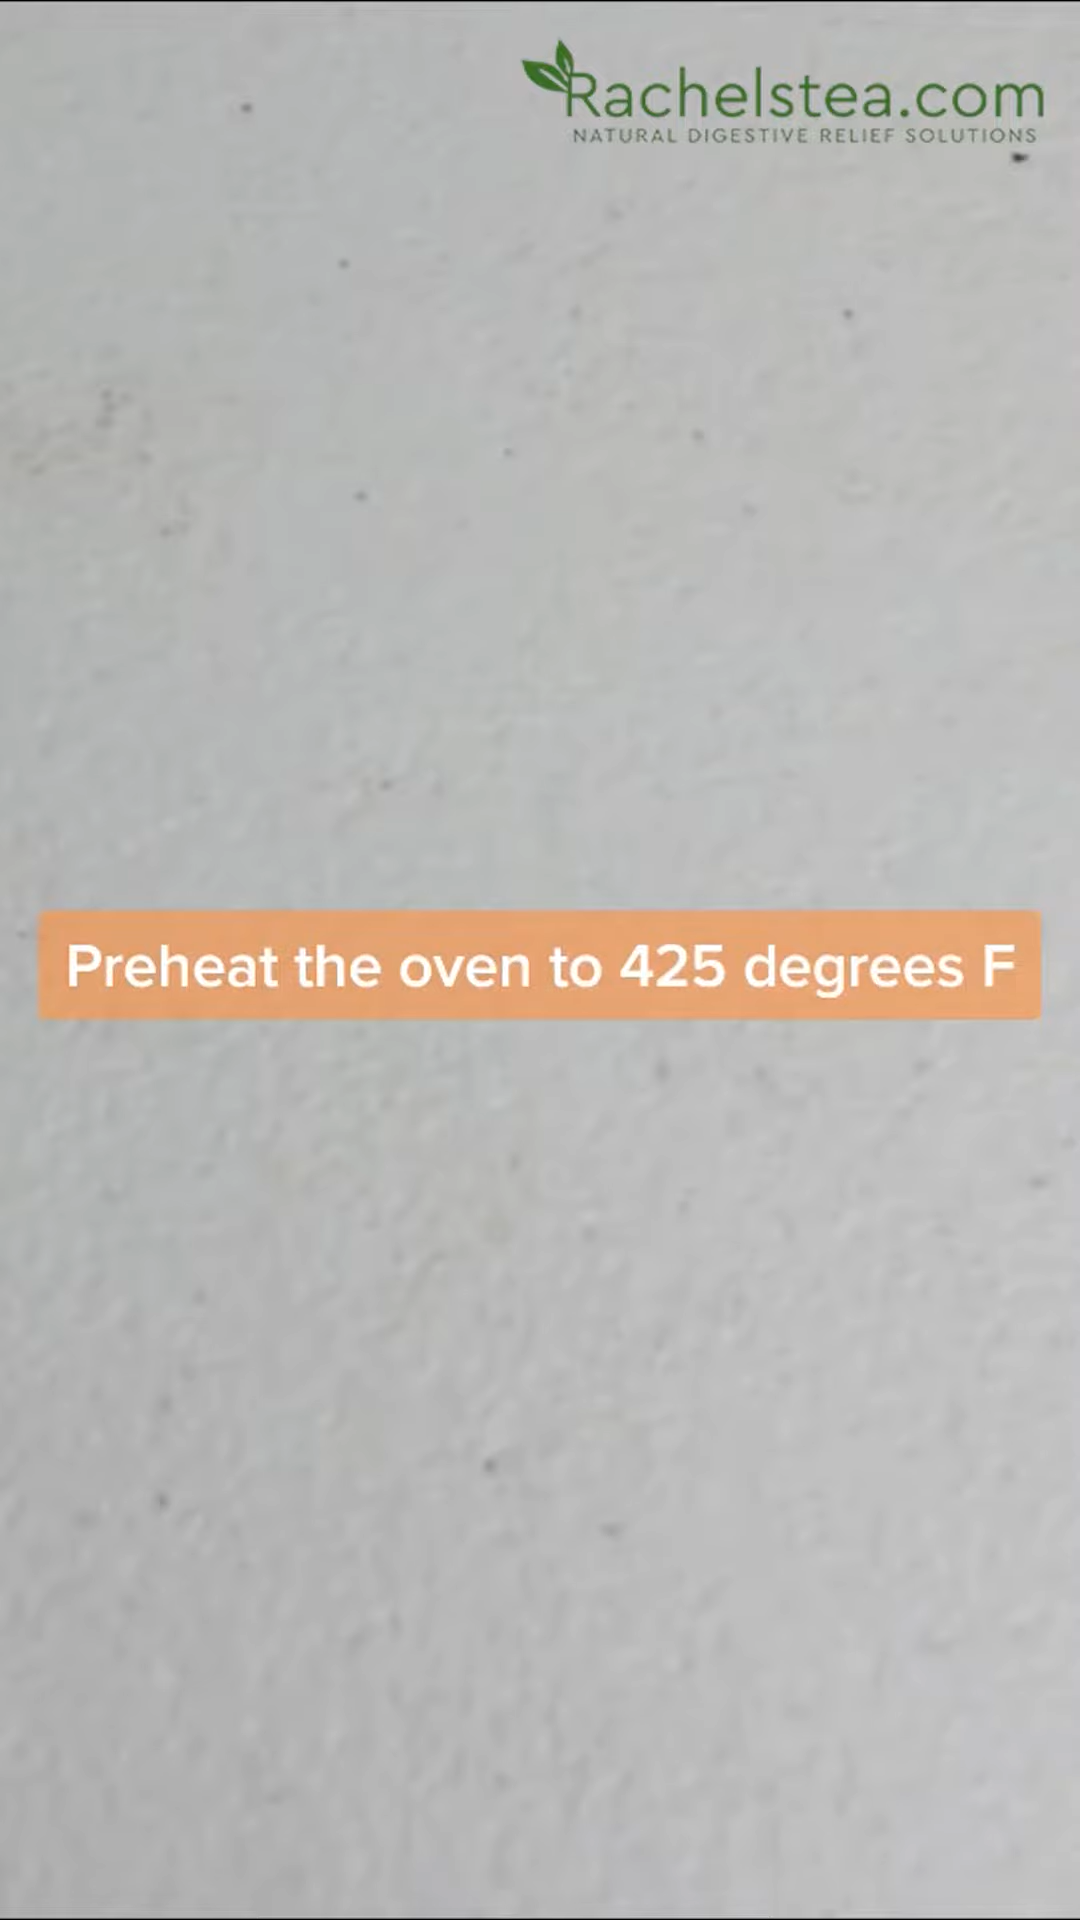 Rachelstea.com
NATURAL DIGESTIVE RELIEF SOLUTIONS
Preheat the oven to 425 degrees F